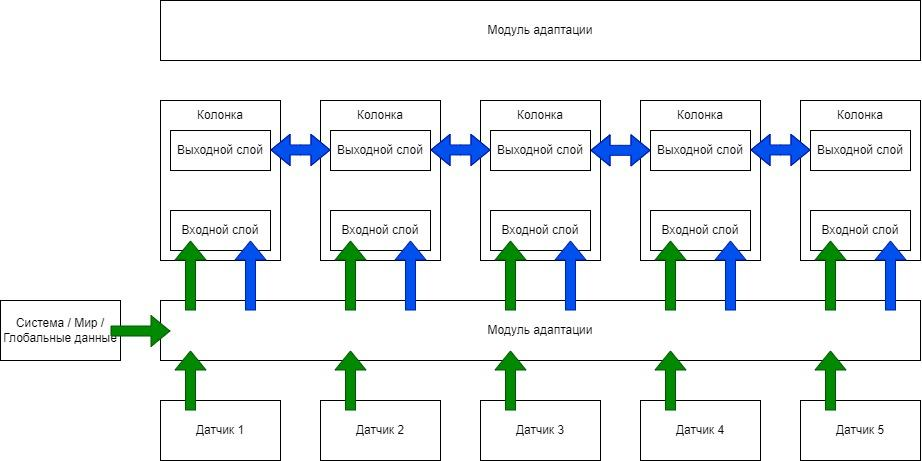 Модуль адаптации
Колонка
Колонка
Колонка
Колонка
Колонка
Выходной слой
Выходной слой
Выходной слой
Выходной слой
Выходной слой
Входной слой
Входной слой
Входной слой
Входной слой
Входной слой
Система / Мир /
Глобальные данные
Модуль адаптации
Датчик 1
Датчик 2
Датчик 3
Датчик 4
Датчик 5